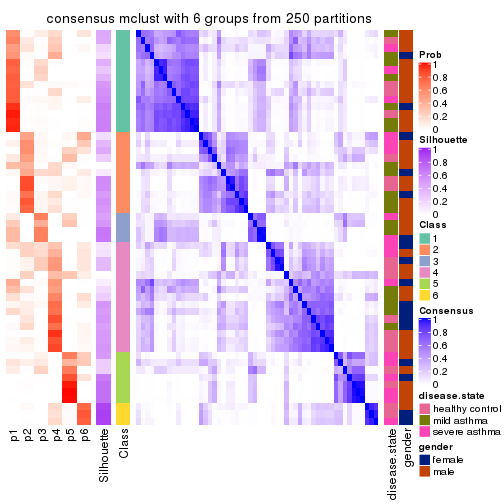 consensus mclust with 6 groups from 250 partitions
Prob
1
0.8
0.6
0.4
0.2
0
Silhouette
1
0.8
0.6
0.4
0.2
0
Class
1
2
3
4
5
6
Consensus
1
0.8
0.6
0.4
0.2
0
disease.state
healthy control
mild asthma
severe asthma
gender
female
male
p1
p2
p3
p4
p5
p6
Silhouette
Class
disease.state
gender